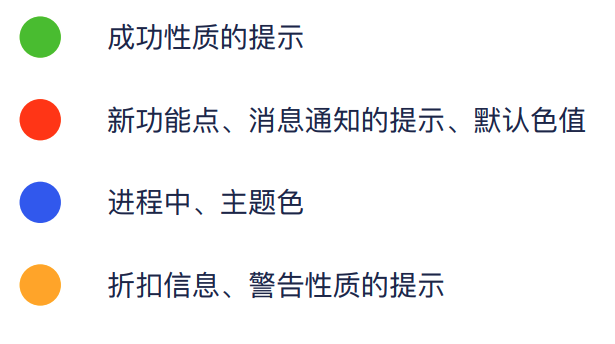 成功性质的提示
新功能点、消息通知的提示、默认色值
进程中、主题色
折扣信息、警告性质的提示